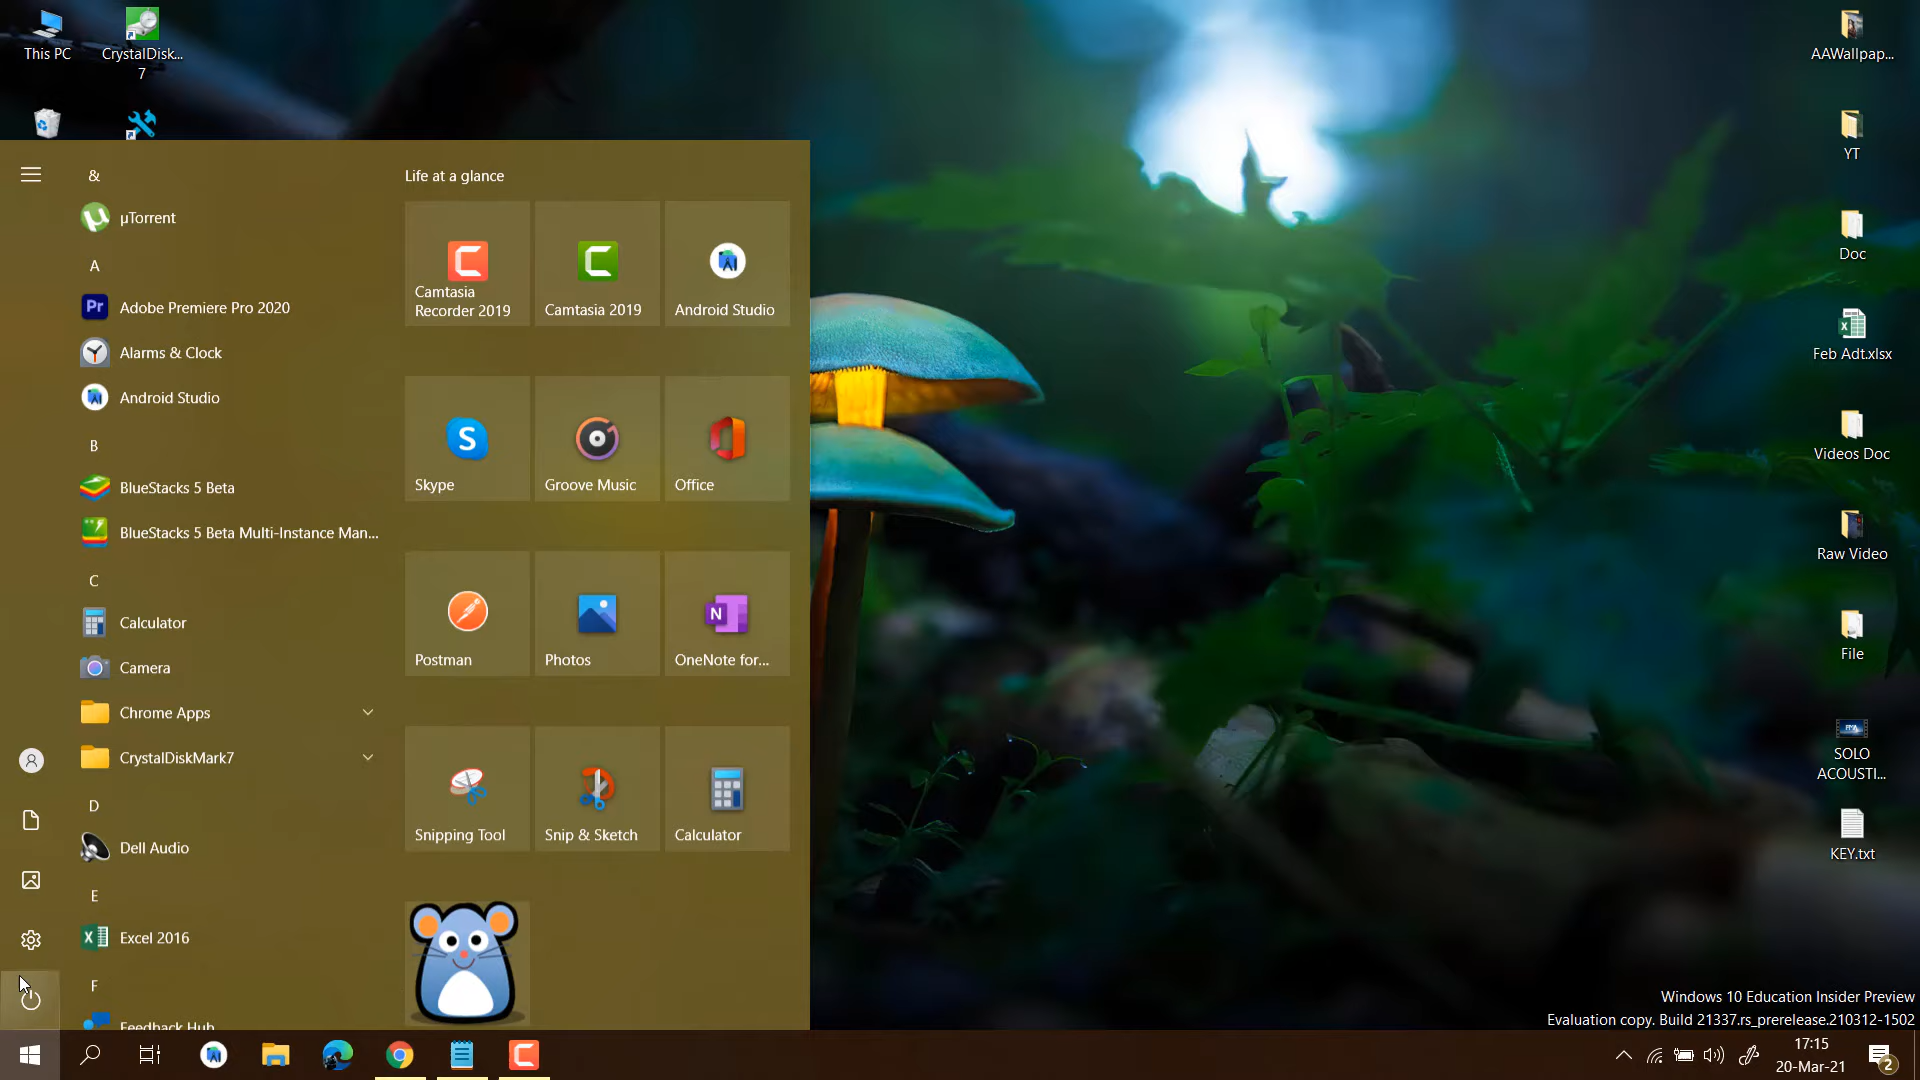 This PC
CrystalDisk...
7
&
µTorrent
A
Adobe Premiere Pro 2020
Alarms & Clock
Android Studio
B
BlueStacks 5 Beta
BlueStacks 5 Beta Multi-Instance Man...
C
Calculator
Camera
Chrome Apps
CrystalDiskMark7
D
Dell Audio
E
Excel 2016
F
Feedback Hub
Life at a glance
Camtasia
Recorder 2019
Camtasia 2019
Android Studio
Skype
Groove Music
Office
Postman
Photos
OneNote for...
Snipping Tool
Snip & Sketch
Calculator
AAWallpap...
YT
Doc
Feb Adt.xlsx
Videos Doc
Raw Video
File
SOLO
ACOUSTI...
KEY.txt
Windows 10 Education Insider Preview
Evaluation copy. Build 21337.rs_prerelease.210312-1502
17:15
20-Mar-21
2